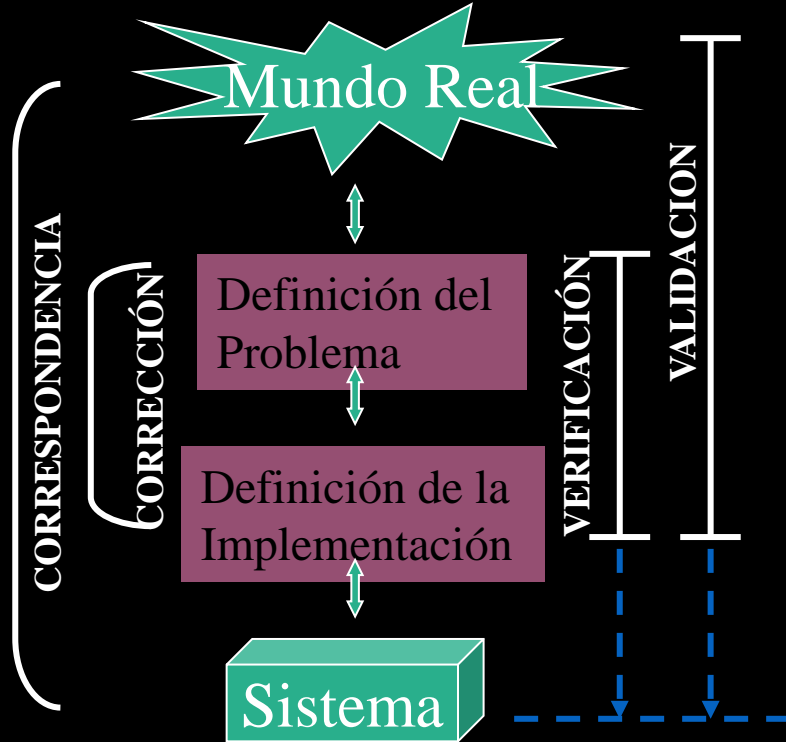 Mundo Real
CORRESPONDENCIA
CORRECCIÓN
Definición del
Problema
Definición de la
Implementación
VERIFICACIÓN
VALIDACION
Sistema